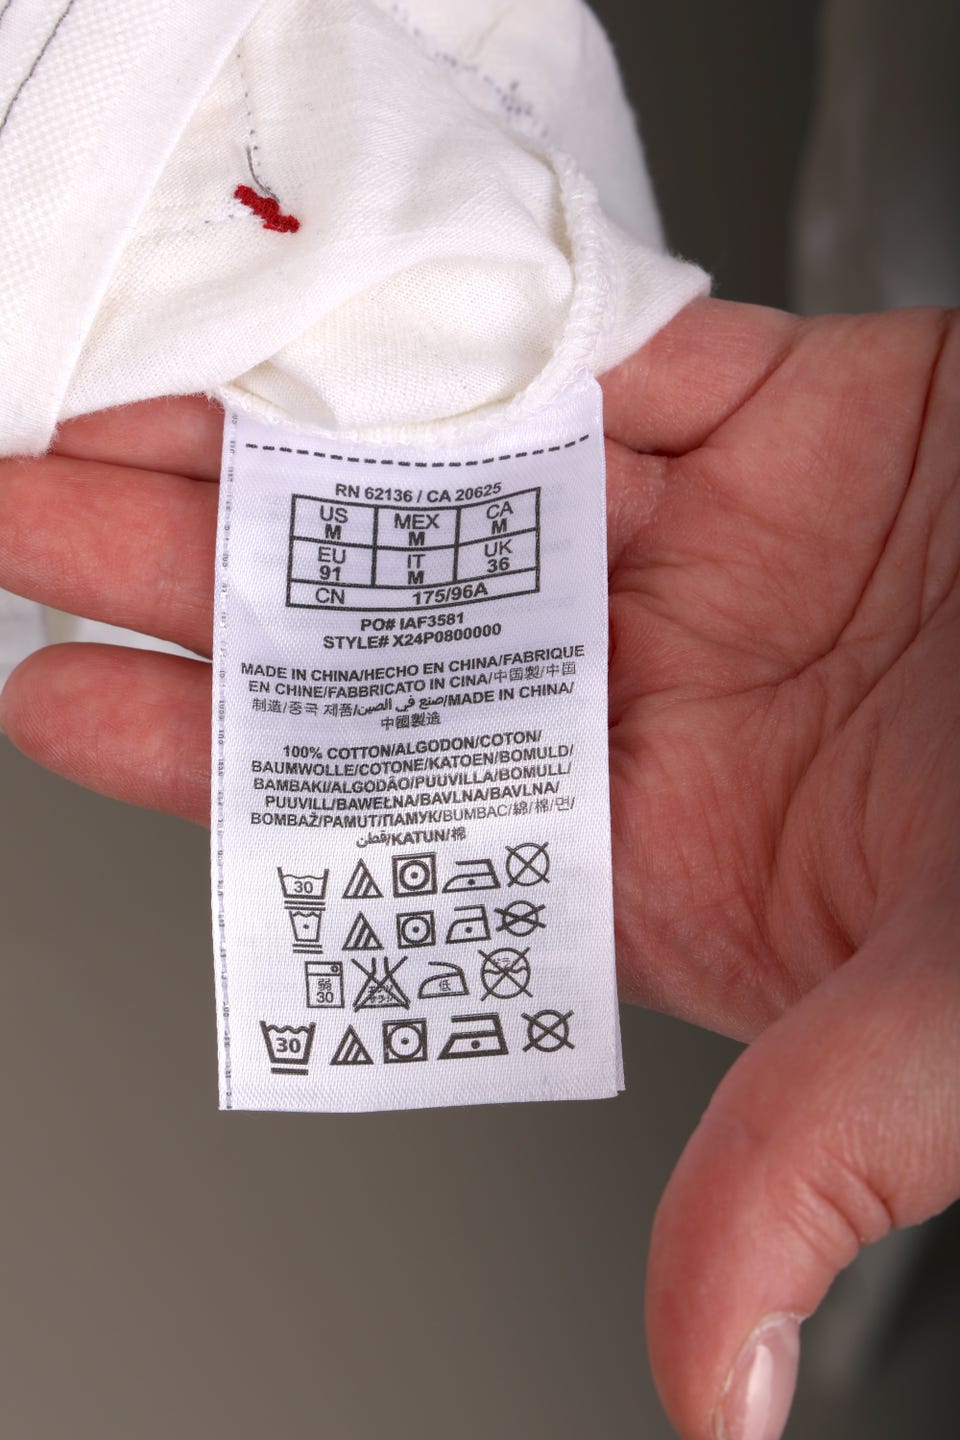 RN 62136 / CA 20625
US MEX CA
M M M
EU IT UK
91 M 36
CN 175/96A
PO# IAF3581
STYLE# X24P0800000
MADE IN CHINA/HECHO EN CHINA/FABRIQUE
EN CHINE/FABBRICATO IN CINA/中国製/中国
制造/중국 제품/صنع في الصين/MADE IN CHINA/
中國製造
100% COTTON/ALGODON/COTON/
BAUMWOLLE/COTONE/KATOEN/BOMULD/
BAMBAKI/ALGODÃO/PUUVILLA/BOMULL/
PUUVILL/BAWEŁNA/BAVLNA/BAVLNA/
BOMBAŽ/PAMUT/ПАМУК/BUMBAC/綿/棉/면/
قطن/KATUN/棉
30
弱
30 低
30